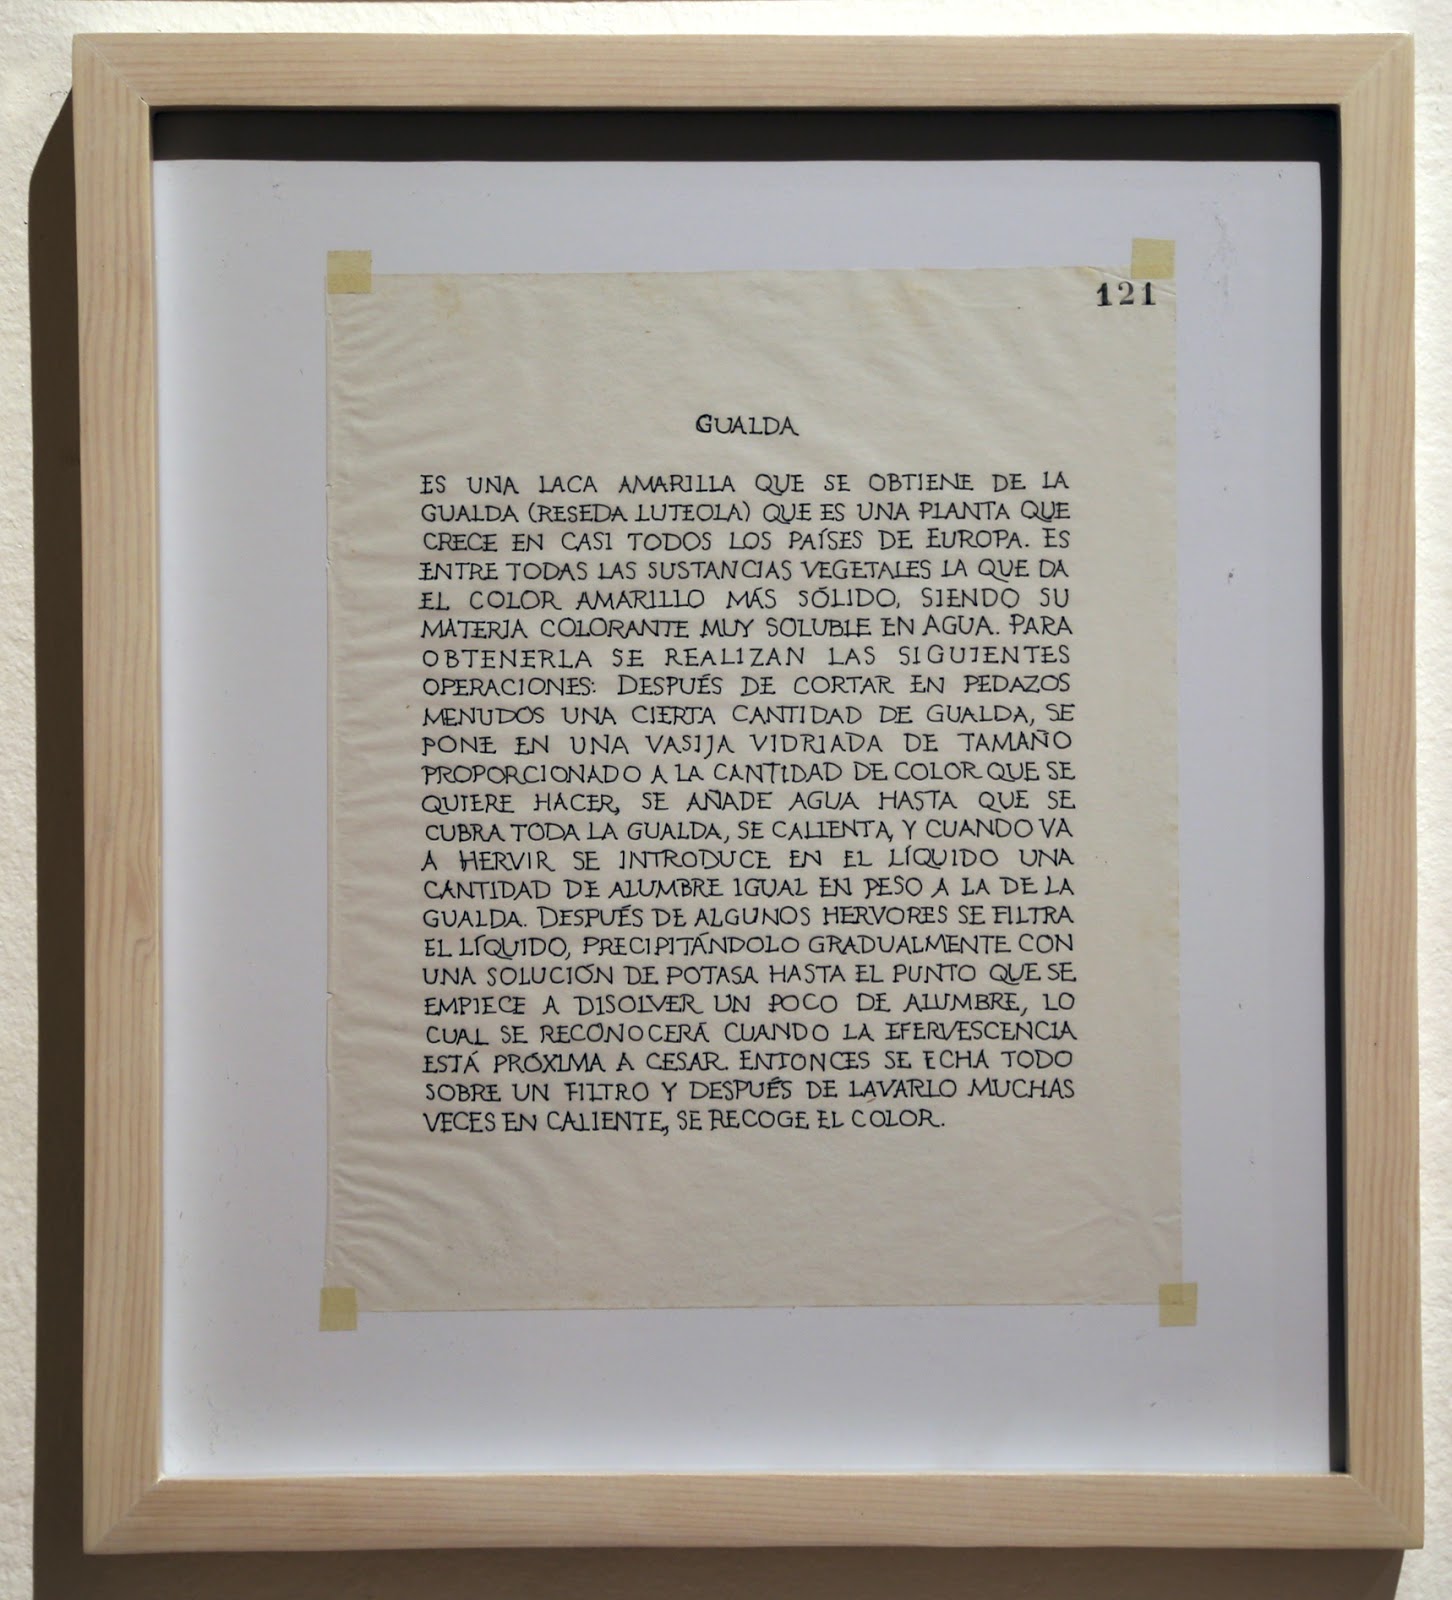 121
GUALDA
ES UNA LACA AMARILLA QUE SE OBTIENE DE LA
GUALDA (RESEDA LUTEOLA) QUE ES UNA PLANTA QUE
CRECE EN CASI TODOS LOS PAÍSES DE EUROPA. ES
ENTRE TODAS LAS SUSTANCIAS VEGETALES LA QUE DA
EL COLOR AMARILLO MÁS SÓLIDO, SIENDO SU
MATERIA COLORANTE MUY SOLUBLE EN AGUA. PARA
OBTENERLA SE REALIZAN LAS SIGUIENTES
OPERACIONES: DESPUÉS DE CORTAR EN PEDAZOS
MENUDOS UNA CIERTA CANTIDAD DE GUALDA, SE
PONE EN UNA VASIJA VIDRIADA DE TAMAÑO
PROPORCIONADO A LA CANTIDAD DE COLOR QUE SE
QUIERE HACER, SE AÑADE AGUA HASTA QUE SE
CUBRA TODA LA GUALDA, SE CALIENTA, Y CUANDO VA
A HERVIR SE INTRODUCE EN EL LÍQUIDO UNA
CANTIDAD DE ALUMBRE IGUAL EN PESO A LA DE LA
GUALDA. DESPUÉS DE ALGUNOS HERVORES SE FILTRA
EL LÍQUIDO, PRECIPITÁNDOLO GRADUALMENTE CON
UNA SOLUCIÓN DE POTASA HASTA EL PUNTO QUE SE
EMPIECE A DISOLVER UN POCO DE ALUMBRE, LO
CUAL SE RECONOCERÁ CUANDO LA EFERVESCENCIA
ESTÁ PRÓXIMA A CESAR. ENTONCES SE ECHA TODO
SOBRE UN FILTRO Y DESPUÉS DE LAVARLO MUCHAS
VECES EN CALIENTE, SE RECOGE EL COLOR.